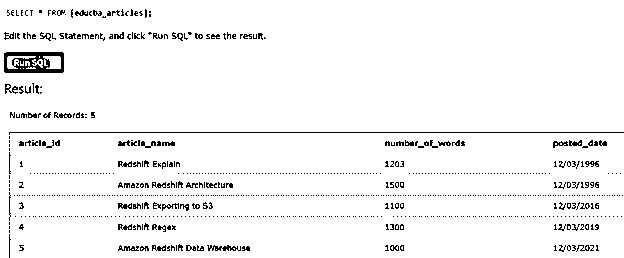 SELECT * FROM [educba_articles];
Edit the SQL Statement, and click "Run SQL" to see the result.
Run SQL
Result:
Number of Records: 5
article_id article_name number_of_words posted_date
1 Redshift Explain 1203 12/03/1996
2 Amazon Redshift Architecture 1500 12/03/1996
3 Redshift Exporting to S3 1100 12/03/2016
4 Redshift Regex 1300 12/03/2019
5 Amazon Redshift Data Warehouse 1000 12/03/2021